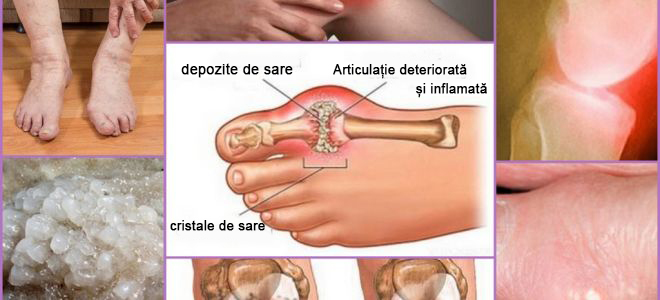 depozite de sare
Articulație deteriorată
și inflamată
cristale de sare